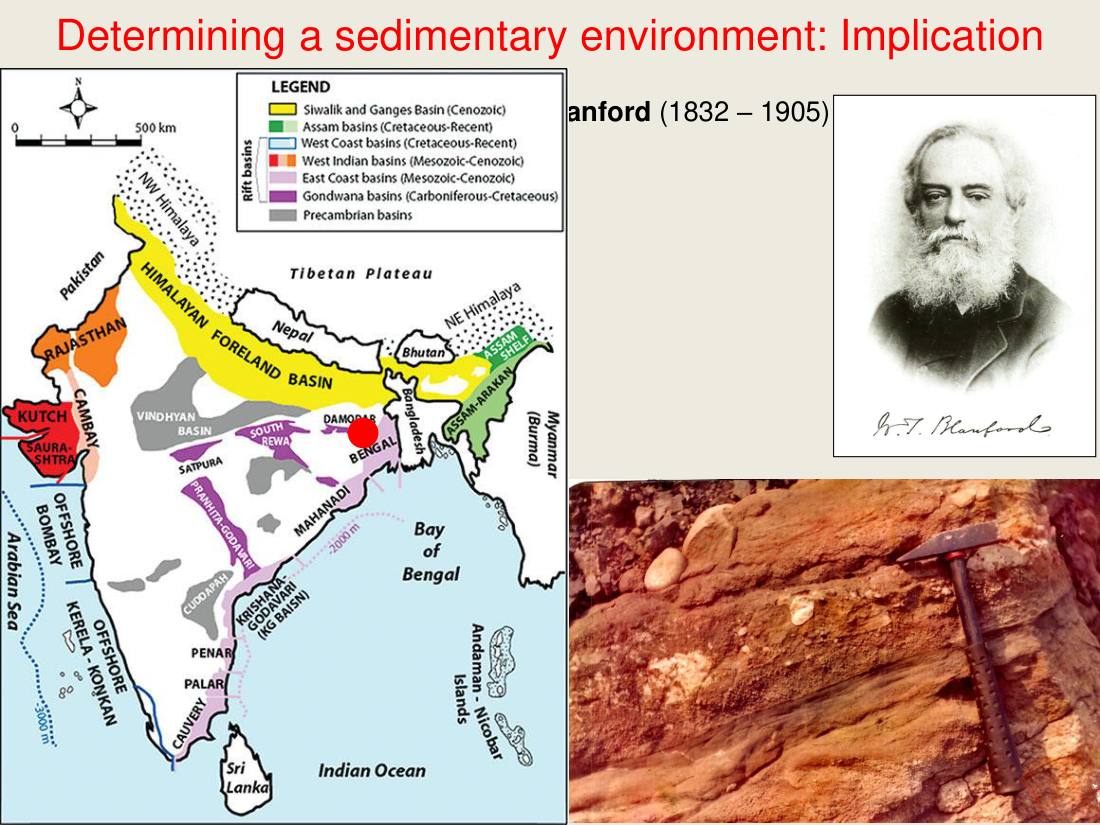 Determining a sedimentary environment: Implication
anford (1832 – 1905)
N
0 500 km
LEGEND
Siwalik and Ganges Basin (Cenozoic)
Assam basins (Cretaceous-Recent)
West Coast basins (Cretaceous-Recent)
West Indian basins (Mesozoic-Cenozoic)
East Coast basins (Mesozoic-Cenozoic)
Gondwana basins (Carboniferous-Cretaceous)
Precambrian basins
Rift basins
NW Himalaya
Pakistan
Tibetan Plateau
HIMALAYAN FORELAND BASIN
Nepal
NE Himalaya
Bhutan
ASSAM
SHELF
ASSAM-ARAKAN
Bangladesh
Myanmar
(Burma)
RAJASTHAN
CAMBAY
KUTCH
SAURA-
SHTRA
VINDHYAN
BASIN
SOUTH
REWA
DAMODAR
BENGAL
SATPURA
MAHANADI
PRANHITA-GODAVARI
OFFSHORE
BOMBAY
Arabian Sea
-2000 m
Bay
of
Bengal
CUDDAPAH
KRISHANA-
GODAVARI
(KG BAISN)
OFFSHORE
KERELA - KONKAN
-3000 m
PENAR
PALAR
CAUVERY
Andaman - Nicobar
Islands
Sri
Lanka
Indian Ocean
W.T. Blanford